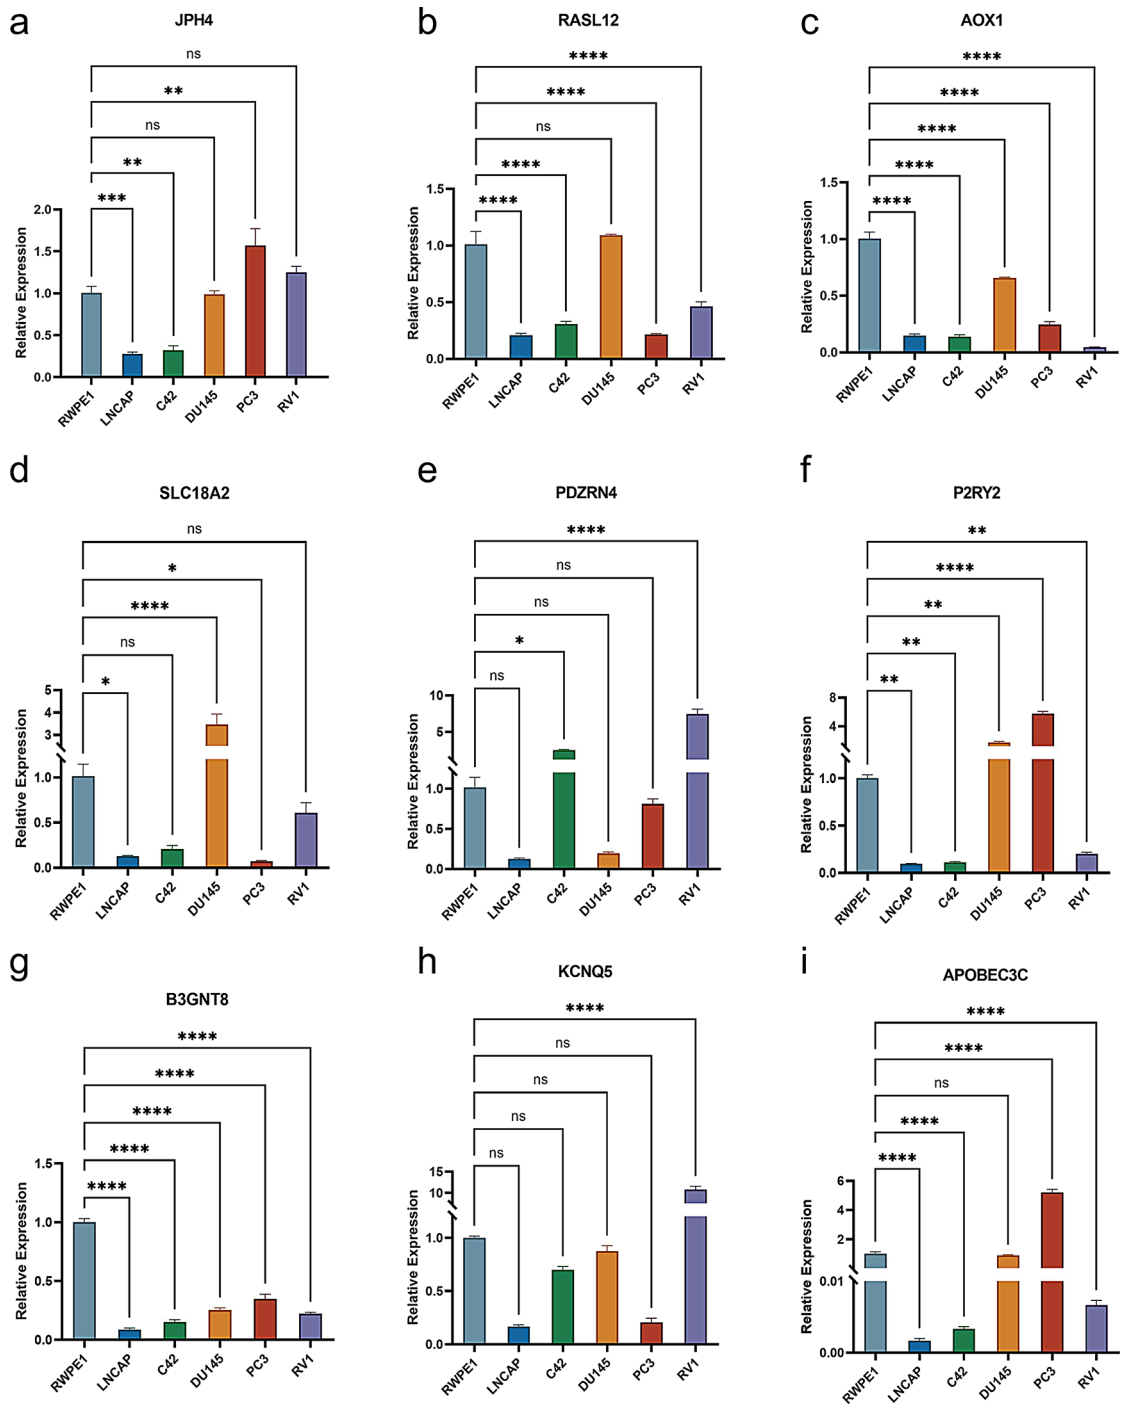 a
JPH4
ns
**
ns
**
***
Relative Expression
2.0
1.5
1.0
0.5
0.0
RWPE1
LNCAP
C42
DU145
PC3
RV1
b
RASL12
****
****
ns
****
****
Relative Expression
1.5
1.0
0.5
0.0
RWPE1
LNCAP
C42
DU145
PC3
RV1
c
AOX1
****
****
****
****
****
Relative Expression
1.5
1.0
0.5
0.0
RWPE1
LNCAP
C42
DU145
PC3
RV1
d
SLC18A2
ns
*
****
ns
*
Relative Expression
5
4
3
1.0
0.5
0.0
RWPE1
LNCAP
C42
DU145
PC3
RV1
e
PDZRN4
****
ns
ns
*
ns
Relative Expression
10
5
1.0
0.5
0.0
RWPE1
LNCAP
C42
DU145
PC3
RV1
f
P2RY2
**
****
**
**
**
Relative Expression
8
4
1.0
0.5
0.0
RWPE1
LNCAP
C42
DU145
PC3
RV1
g
B3GNT8
****
****
****
****
****
Relative Expression
1.5
1.0
0.5
0.0
RWPE1
LNCAP
C42
DU145
PC3
RV1
h
KCNQ5
****
ns
ns
ns
ns
Relative Expression
15
10
1.0
0.5
0.0
RWPE1
LNCAP
C42
DU145
PC3
RV1
i
APOBEC3C
****
****
ns
****
****
Relative Expression
6
4
2
0.01
0.00
RWPE1
LNCAP
C42
DU145
PC3
RV1